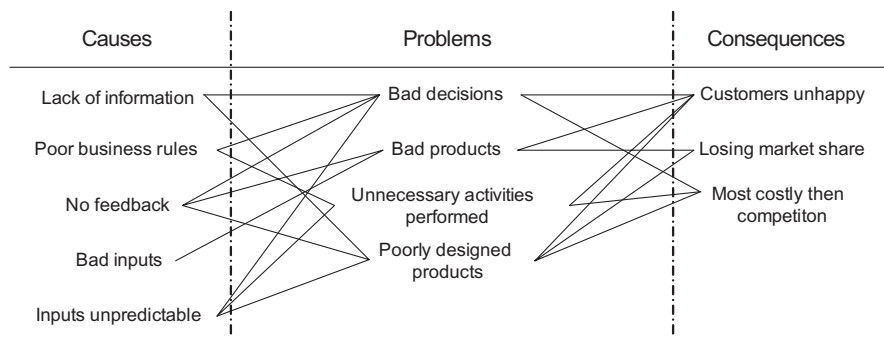 Causes
Problems
Consequences
Lack of information
Bad decisions
Customers unhappy
Poor business rules
Bad products
Losing market share
No feedback
Unnecessary activities
performed
Most costly then
competiton
Bad inputs
Poorly designed
products
Inputs unpredictable